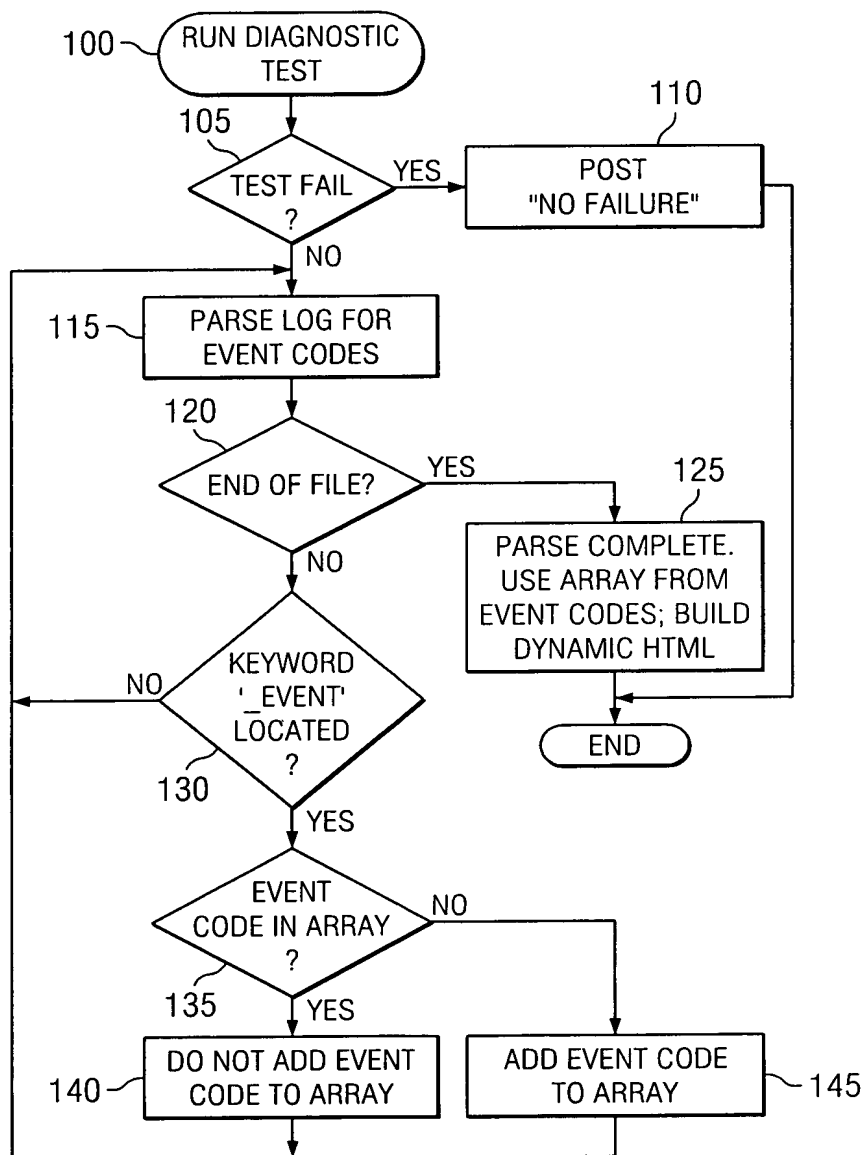 100
RUN DIAGNOSTIC
TEST
105
TEST FAIL
?
YES
110
POST
"NO FAILURE"
NO
115
PARSE LOG FOR
EVENT CODES
120
END OF FILE?
YES
125
PARSE COMPLETE.
USE ARRAY FROM
EVENT CODES; BUILD
DYNAMIC HTML
NO
KEYWORD
'_EVENT'
LOCATED
?
NO
130
END
YES
EVENT
CODE IN ARRAY
?
NO
135
YES
140
DO NOT ADD EVENT
CODE TO ARRAY
ADD EVENT CODE
TO ARRAY
145